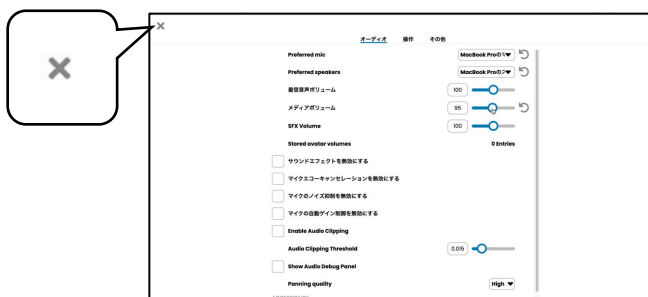 オーディオ 操作 その他
Preferred mic MacBook Proの
Preferred speakers MacBook Proの
着信音声ボリューム 100
メディアボリューム 95
SFX Volume 100
Stored avatar volumes 0 Entries
サウンドエフェクトを無効にする
マイクエコーキャンセレーションを無効にする
マイクのノイズ抑制を無効にする
マイクの自動ゲイン制御を無効にする
Enable Audio Clipping
Audio Clipping Threshold 0.015
Show Audio Debug Panel
Panning quality High